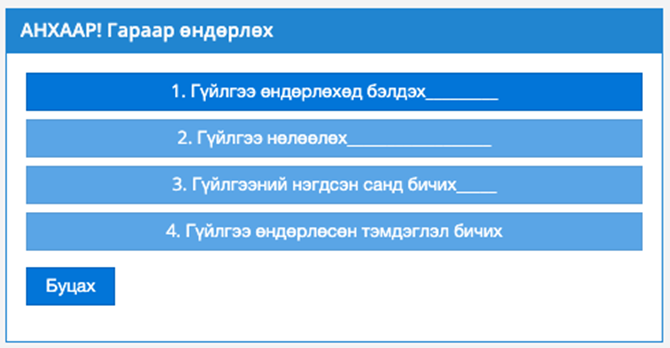 АНХААР! Гараар өндөрлөх
1. Гүйлгээ өндөрлөхөд бэлдэх________
2. Гүйлгээ нөлөөлөх________________
3. Гүйлгээний нэгдсэн санд бичих____
4. Гүйлгээ өндөрлөсөн тэмдэглэл бичих
Буцах